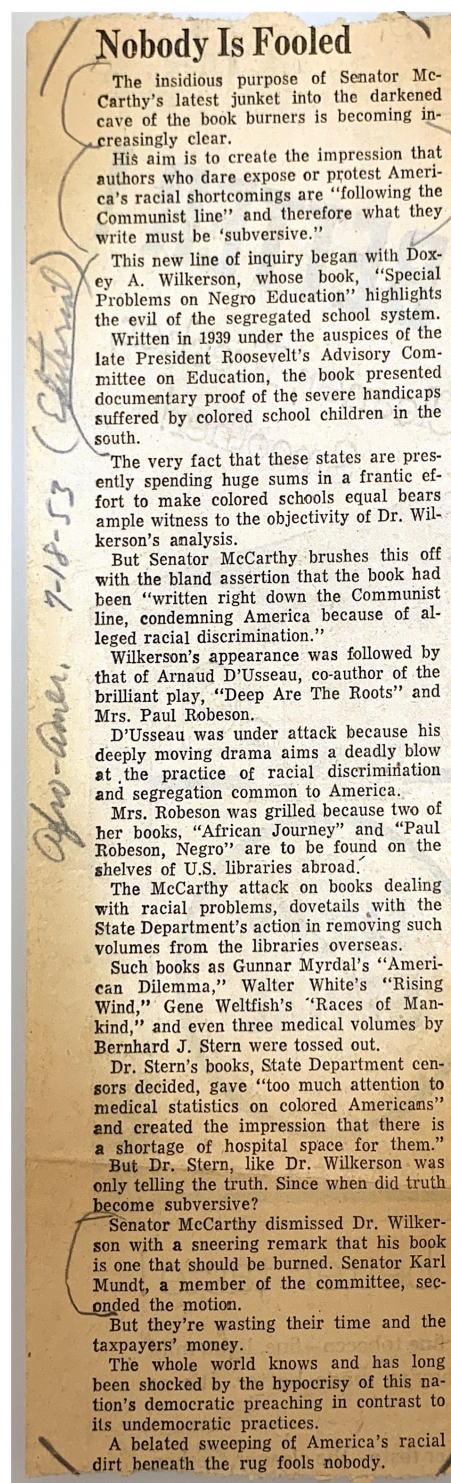 Nobody Is Fooled
The insidious purpose of Senator Mc-
Carthy's latest junket into the darkened
cave of the book burners is becoming in-
creasingly clear.
His aim is to create the impression that
authors who dare expose or protest Ameri-
ca's racial shortcomings are "following the
Communist line" and therefore what they
write must be 'subversive."
This new line of inquiry began with Dox-
ey A. Wilkerson, whose book, "Special
Problems on Negro Education" highlights
the evil of the segregated school system.
Written in 1939 under the auspices of the
late President Roosevelt's Advisory Com-
mittee on Education, the book presented
documentary proof of the severe handicaps
suffered by colored school children in the
south.
The very fact that these states are pres-
ently spending huge sums in a frantic ef-
fort to make colored schools equal bears
ample witness to the objectivity of Dr. Wil-
kerson's analysis.
But Senator McCarthy brushes this off
with the bland assertion that the book had
been "written right down the Communist
line, condemning America because of al-
leged racial discrimination."
Wilkerson's appearance was followed by
that of Arnaud D'Usseau, co-author of the
brilliant play, "Deep Are The Roots" and
Mrs. Paul Robeson.
D'Usseau was under attack because his
deeply moving drama aims a deadly blow
at the practice of racial discrimination
and segregation common to America.
Mrs. Robeson was grilled because two of
her books, "African Journey" and "Paul
Robeson, Negro" are to be found on the
shelves of U.S. libraries abroad.
The McCarthy attack on books dealing
with racial problems, dovetails with the
State Department's action in removing such
volumes from the libraries overseas.
Such books as Gunnar Myrdal's "Ameri-
can Dilemma," Walter White's "Rising
Wind," Gene Weltfish's "Races of Man-
kind," and even three medical volumes by
Bernhard J. Stern were tossed out.
Dr. Stern's books, State Department cen-
sors decided, gave "too much attention to
medical statistics on colored Americans"
and created the impression that there is
a shortage of hospital space for them."
But Dr. Stern, like Dr. Wilkerson was
only telling the truth. Since when did truth
become subversive?
Senator McCarthy dismissed Dr. Wilker-
son with a sneering remark that his book
is one that should be burned. Senator Karl
Mundt, a member of the committee, sec-
onded the motion.
But they're wasting their time and the
taxpayers' money.
The whole world knows and has long
been shocked by the hypocrisy of this na-
tion's democratic preaching in contrast to
its undemocratic practices.
A belated sweeping of America's racial
dirt beneath the rug fools nobody.
Afro-Amer. 7-18-53 (Editorial)